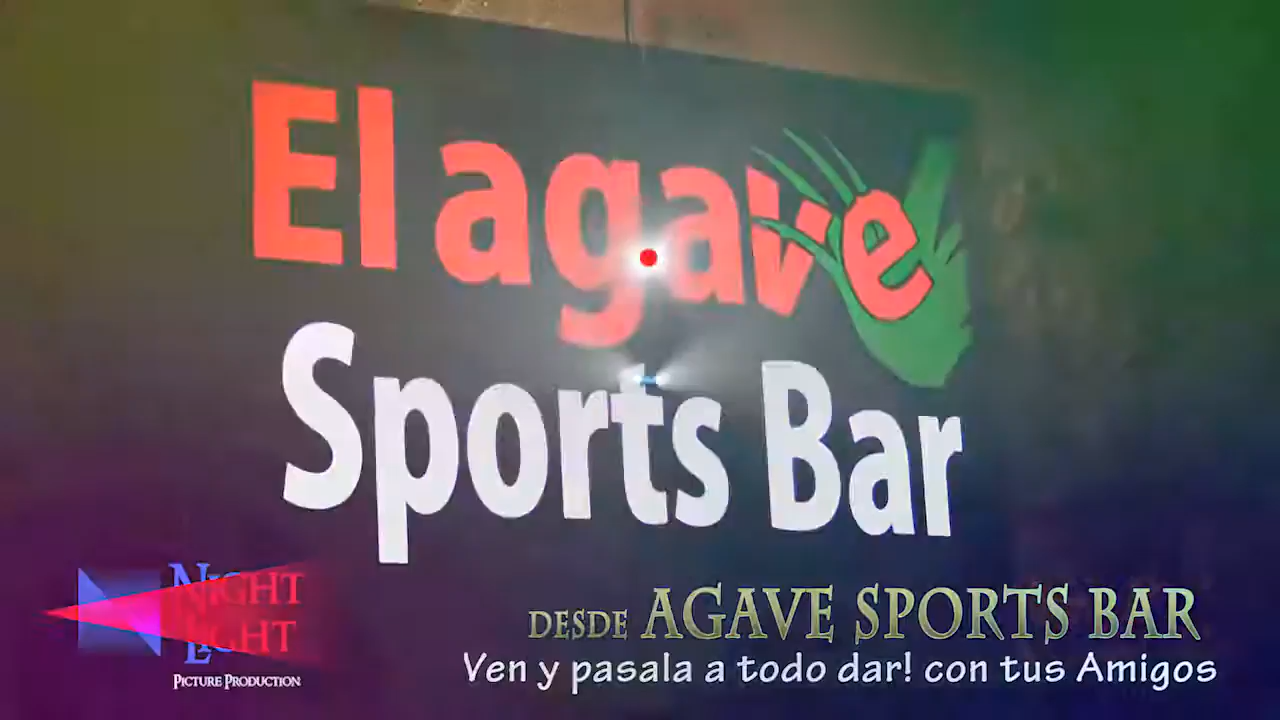 El agave
Sports Bar
NIGHT
LIGHT
PICTURE PRODUCTION
DESDE AGAVE SPORTS BAR
Ven y pasala a todo dar! con tus Amigos